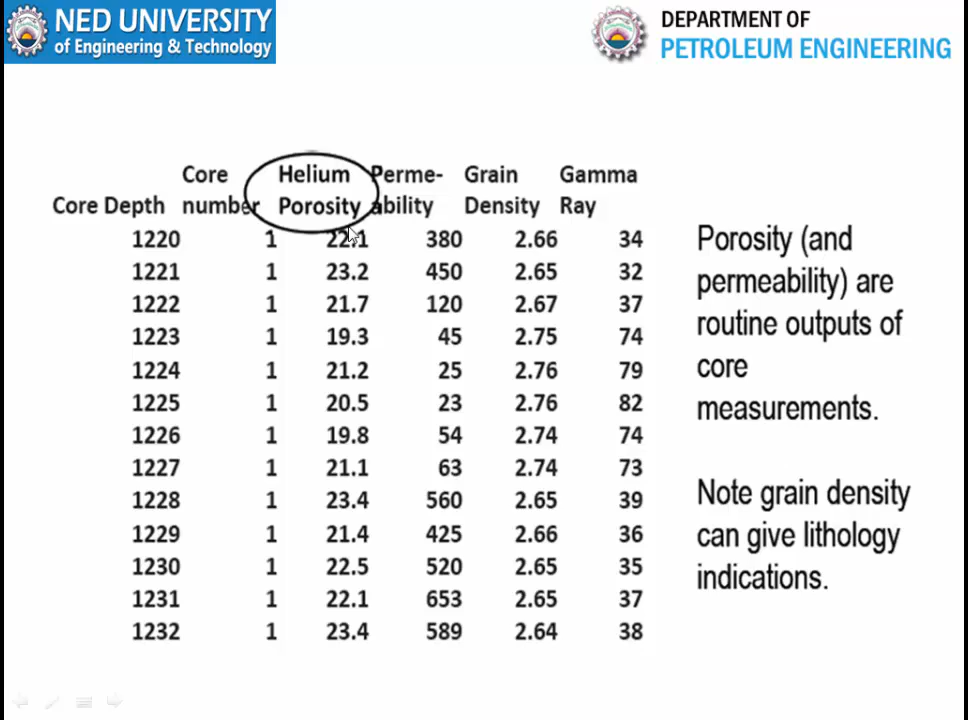 NED UNIVERSITY
of Engineering & Technology
DEPARTMENT OF
PETROLEUM ENGINEERING
Core Helium Perme- Grain Gamma
Core Depth number Porosity ability Density Ray
1220 1 22.1 380 2.66 34
1221 1 23.2 450 2.65 32
1222 1 21.7 120 2.67 37
1223 1 19.3 45 2.75 74
1224 1 21.2 25 2.76 79
1225 1 20.5 23 2.76 82
1226 1 19.8 54 2.74 74
1227 1 21.1 63 2.74 73
1228 1 23.4 560 2.65 39
1229 1 21.4 425 2.66 36
1230 1 22.5 520 2.65 35
1231 1 22.1 653 2.65 37
1232 1 23.4 589 2.64 38
Porosity (and
permeability) are
routine outputs of
core
measurements.
Note grain density
can give lithology
indications.